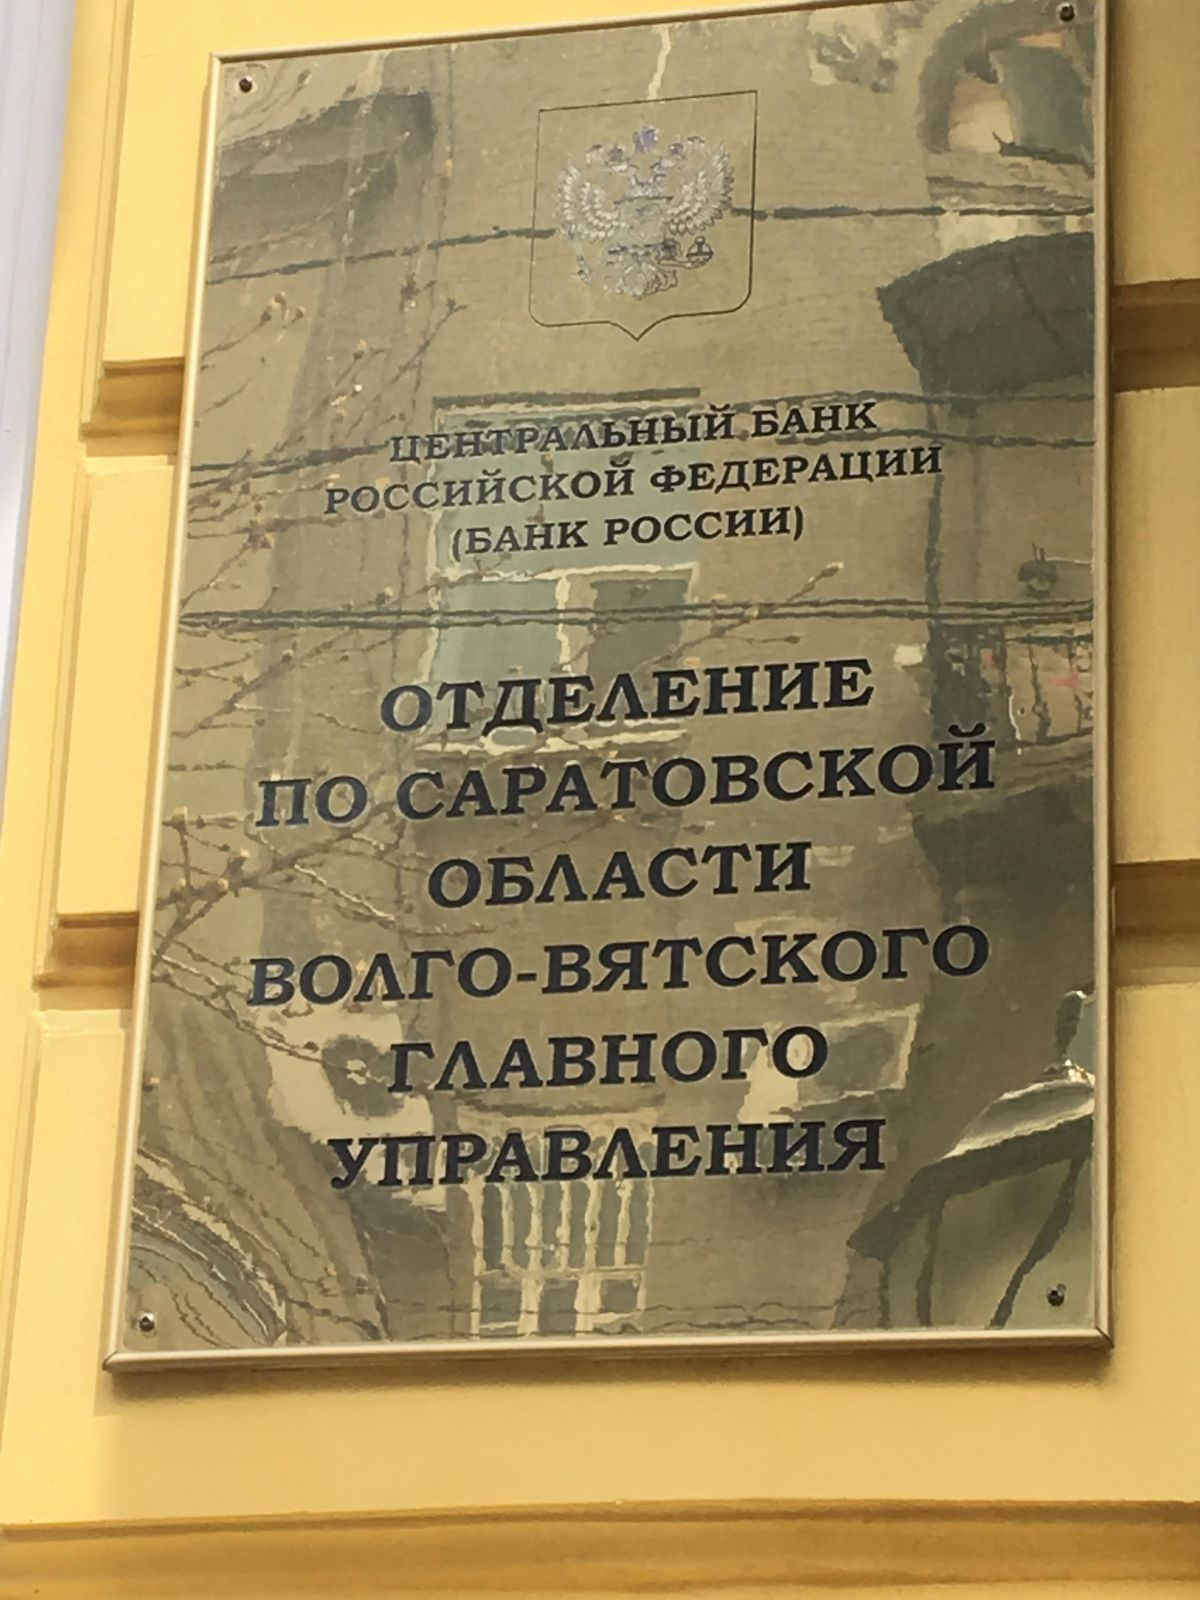 ЦЕНТРАЛЬНЫЙ БАНК
РОССИЙСКОЙ ФЕДЕРАЦИИ
(БАНК РОССИИ)
ОТДЕЛЕНИЕ
ПО САРАТОВСКОЙ
ОБЛАСТИ
ВОЛГО-ВЯТСКОГО
ГЛАВНОГО
УПРАВЛЕНИЯ